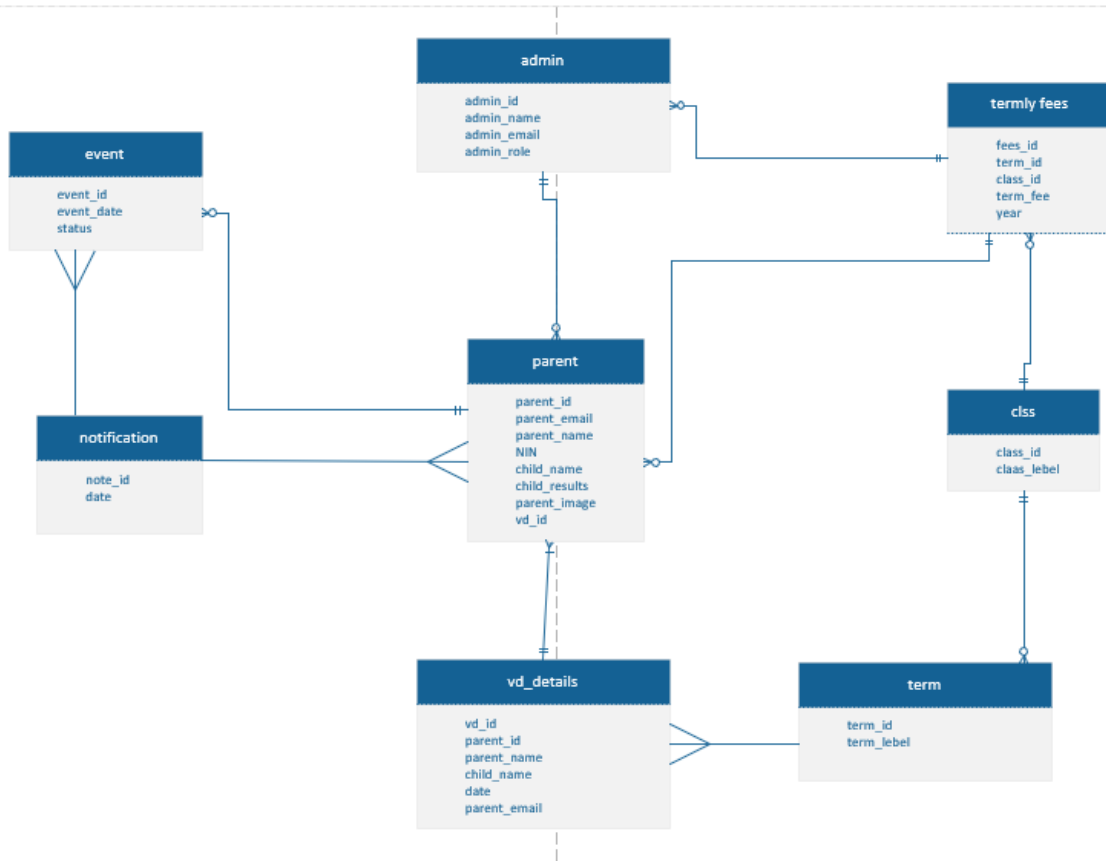 admin
admin_id
admin_name
admin_email
admin_role
termly fees
fees_id
term_id
class_id
term_fee
year
event
event_id
event_date
status
parent
parent_id
parent_email
parent_name
NIN
child_name
child_results
parent_image
vd_id
clss
class_id
claas_lebel
notification
note_id
date
vd_details
vd_id
parent_id
parent_name
child_name
date
parent_email
term
term_id
term_lebel